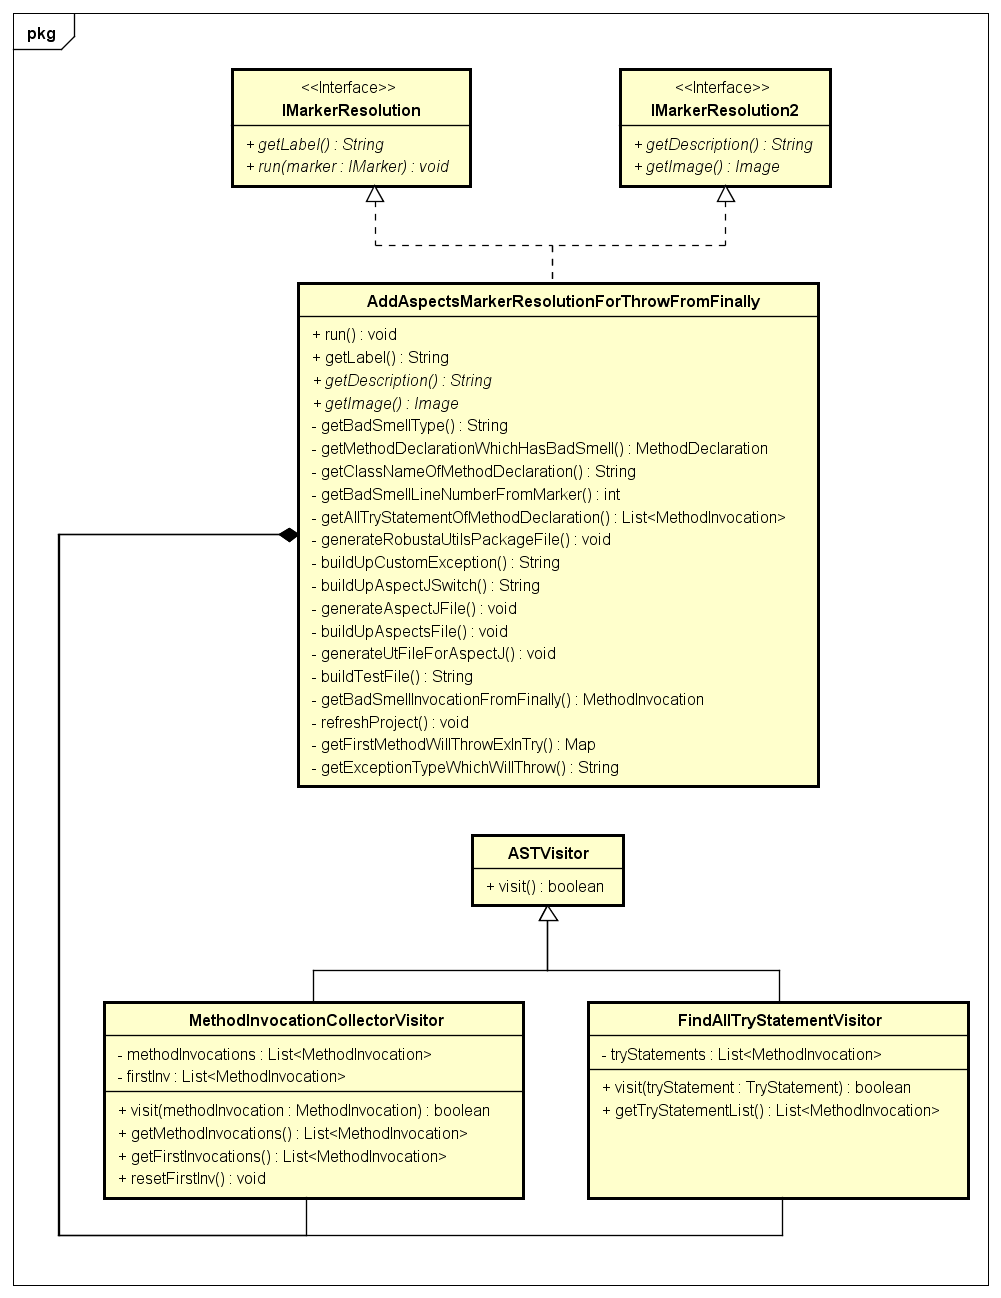 pkg
<<Interface>>
IMarkerResolution
+ getLabel() : String
+ run(marker : IMarker) : void
<<Interface>>
IMarkerResolution2
+ getDescription() : String
+ getImage() : Image
AddAspectsMarkerResolutionForThrowFromFinally
+ run() : void
+ getLabel() : String
+ getDescription() : String
+ getImage() : Image
- getBadSmellType() : String
- getMethodDeclarationWhichHasBadSmell() : MethodDeclaration
- getClassNameOfMethodDeclaration() : String
- getBadSmellLineNumberFromMarker() : int
- getAllTryStatementOfMethodDeclaration() : List<MethodInvocation>
- generateRobustaUtilsPackageFile() : void
- buildUpCustomException() : String
- buildUpAspectJSwitch() : String
- generateAspectJFile() : void
- buildUpAspectsFile() : void
- generateUtFileForAspectJ() : void
- buildTestFile() : String
- getBadSmellInvocationFromFinally() : MethodInvocation
- refreshProject() : void
- getFirstMethodWillThrowExInTry() : Map
- getExceptionTypeWhichWillThrow() : String
ASTVisitor
+ visit() : boolean
MethodInvocationCollectorVisitor
- methodInvocations : List<MethodInvocation>
- firstInv : List<MethodInvocation>
+ visit(methodInvocation : MethodInvocation) : boolean
+ getMethodInvocations() : List<MethodInvocation>
+ getFirstInvocations() : List<MethodInvocation>
+ resetFirstInv() : void
FindAllTryStatementVisitor
- tryStatements : List<MethodInvocation>
+ visit(tryStatement : TryStatement) : boolean
+ getTryStatementList() : List<MethodInvocation>